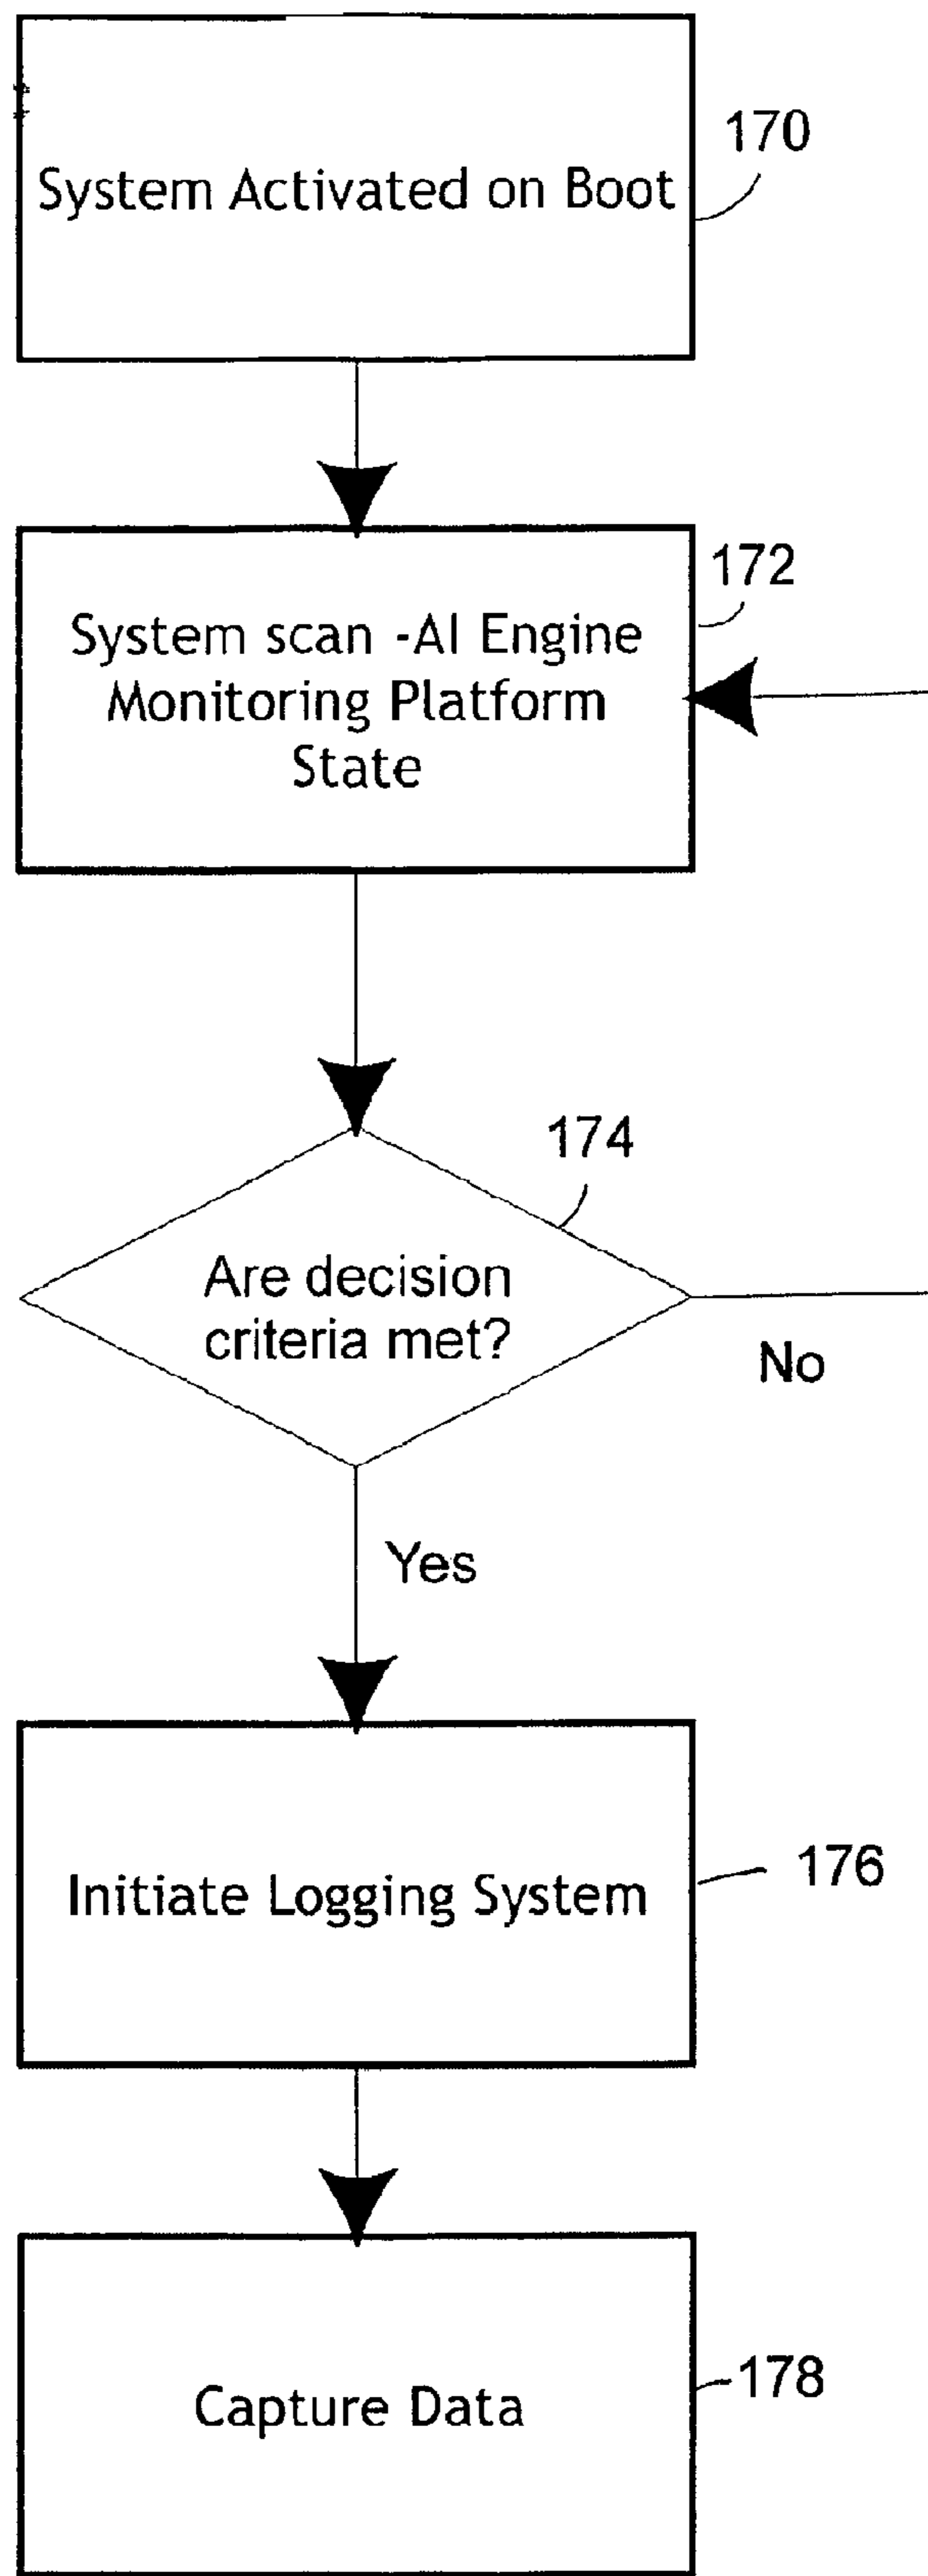 System Activated on Boot
170
System scan -AI Engine
Monitoring Platform
State
172
174
Are decision
criteria met?
No
Yes
Initiate Logging System
176
Capture Data
178